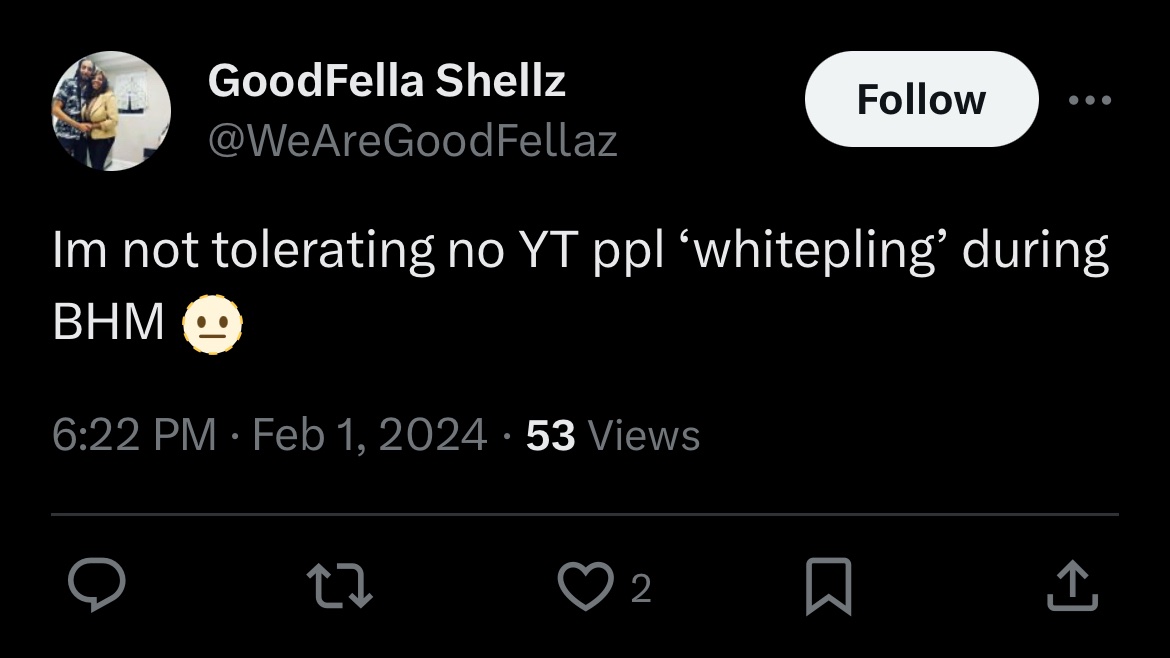 GoodFella Shellz
Follow
@WeAreGoodFellaz
Im not tolerating no YT ppl ‘whitepling’ during
BHM 🫥
6:22 PM · Feb 1, 2024 · 53 Views
2